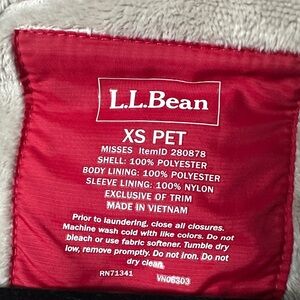 L.L.Bean
XS PET
MISSES ItemID 280878
SHELL: 100% POLYESTER
BODY LINING: 100% POLYESTER
SLEEVE LINING: 100% NYLON
EXCLUSIVE OF TRIM
MADE IN VIETNAM
Prior to laundering, close all closures.
Machine wash cold with like colors. Do not
bleach or use fabric softener. Tumble dry
low, remove promptly. Do not iron. Do not
dry clean.
RN71341 VN06303